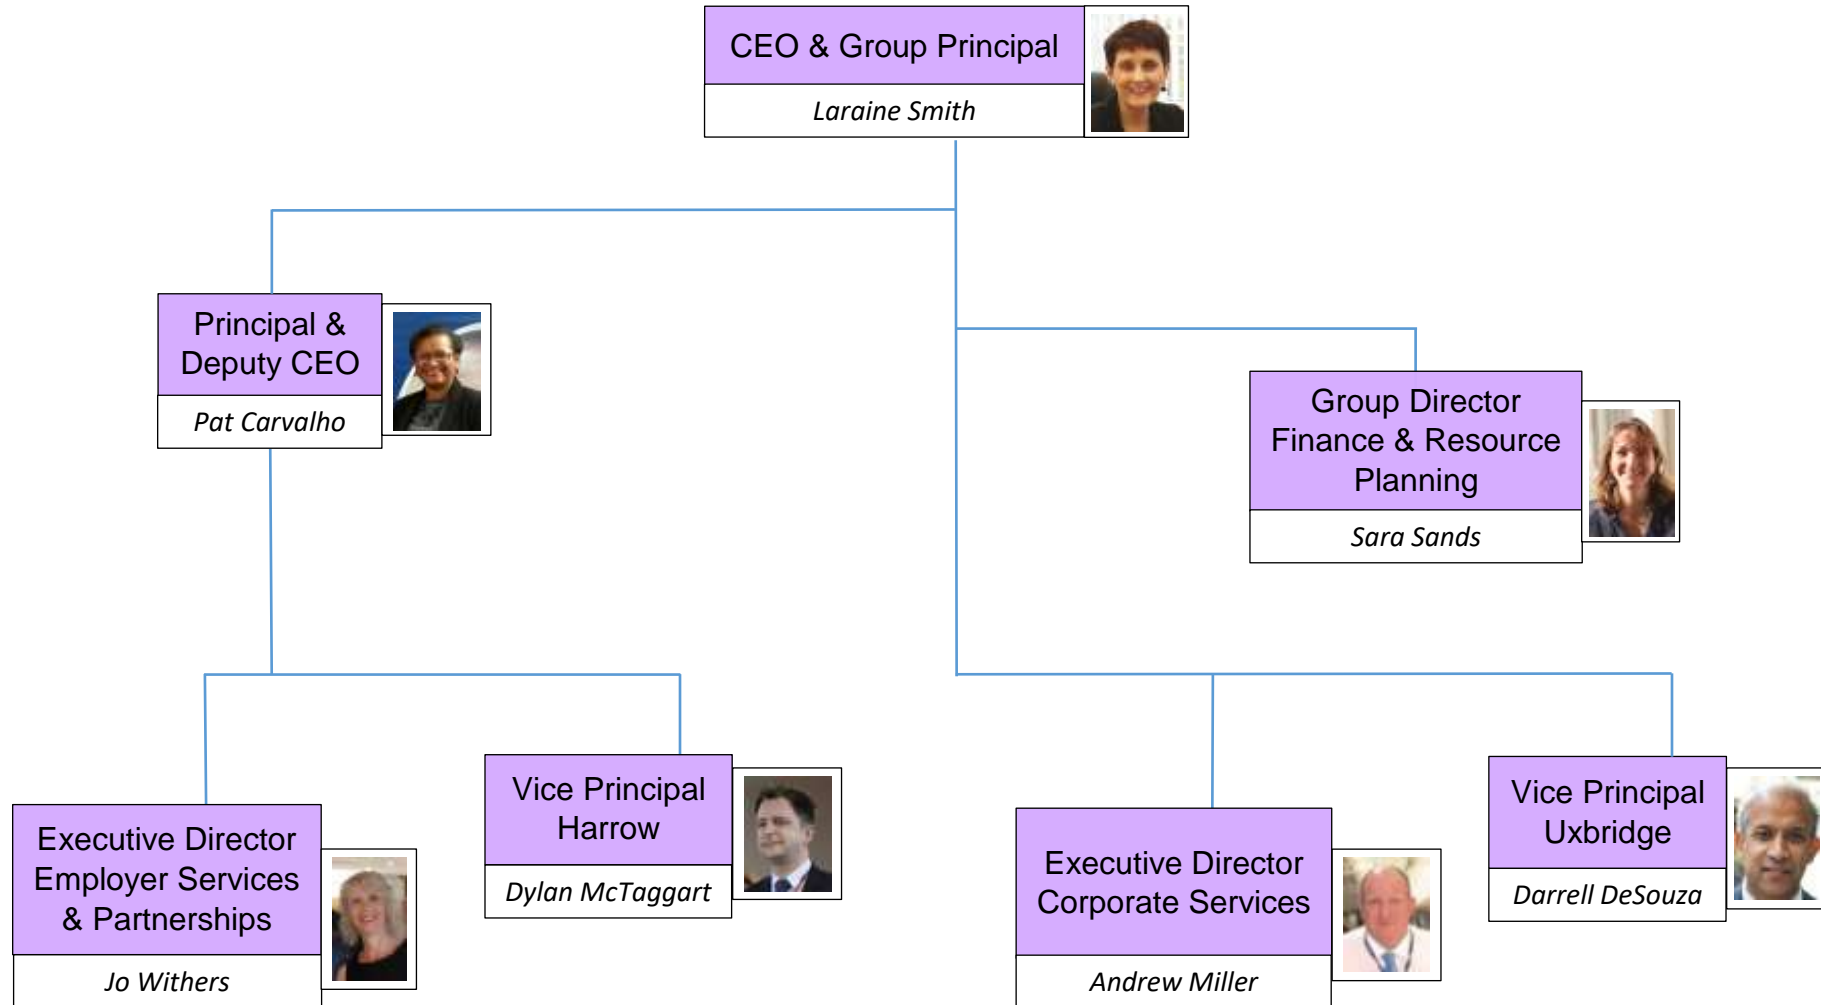 CEO & Group Principal
Laraine Smith
Principal &
Deputy CEO
Pat Carvalho
Group Director
Finance & Resource
Planning
Sara Sands
Executive Director
Employer Services
& Partnerships
Jo Withers
Vice Principal
Harrow
Dylan McTaggart
Executive Director
Corporate Services
Andrew Miller
Vice Principal
Uxbridge
Darrell DeSouza